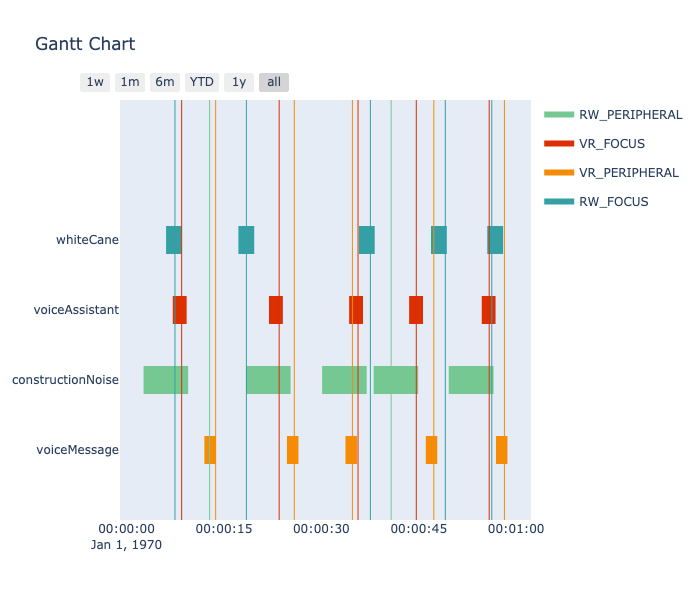 Gantt Chart
1w 1m 6m YTD 1y all
RW_PERIPHERAL
VR_FOCUS
VR_PERIPHERAL
RW_FOCUS
whiteCane
voiceAssistant
constructionNoise
voiceMessage
00:00:00 00:00:15 00:00:30 00:00:45 00:01:00
Jan 1, 1970